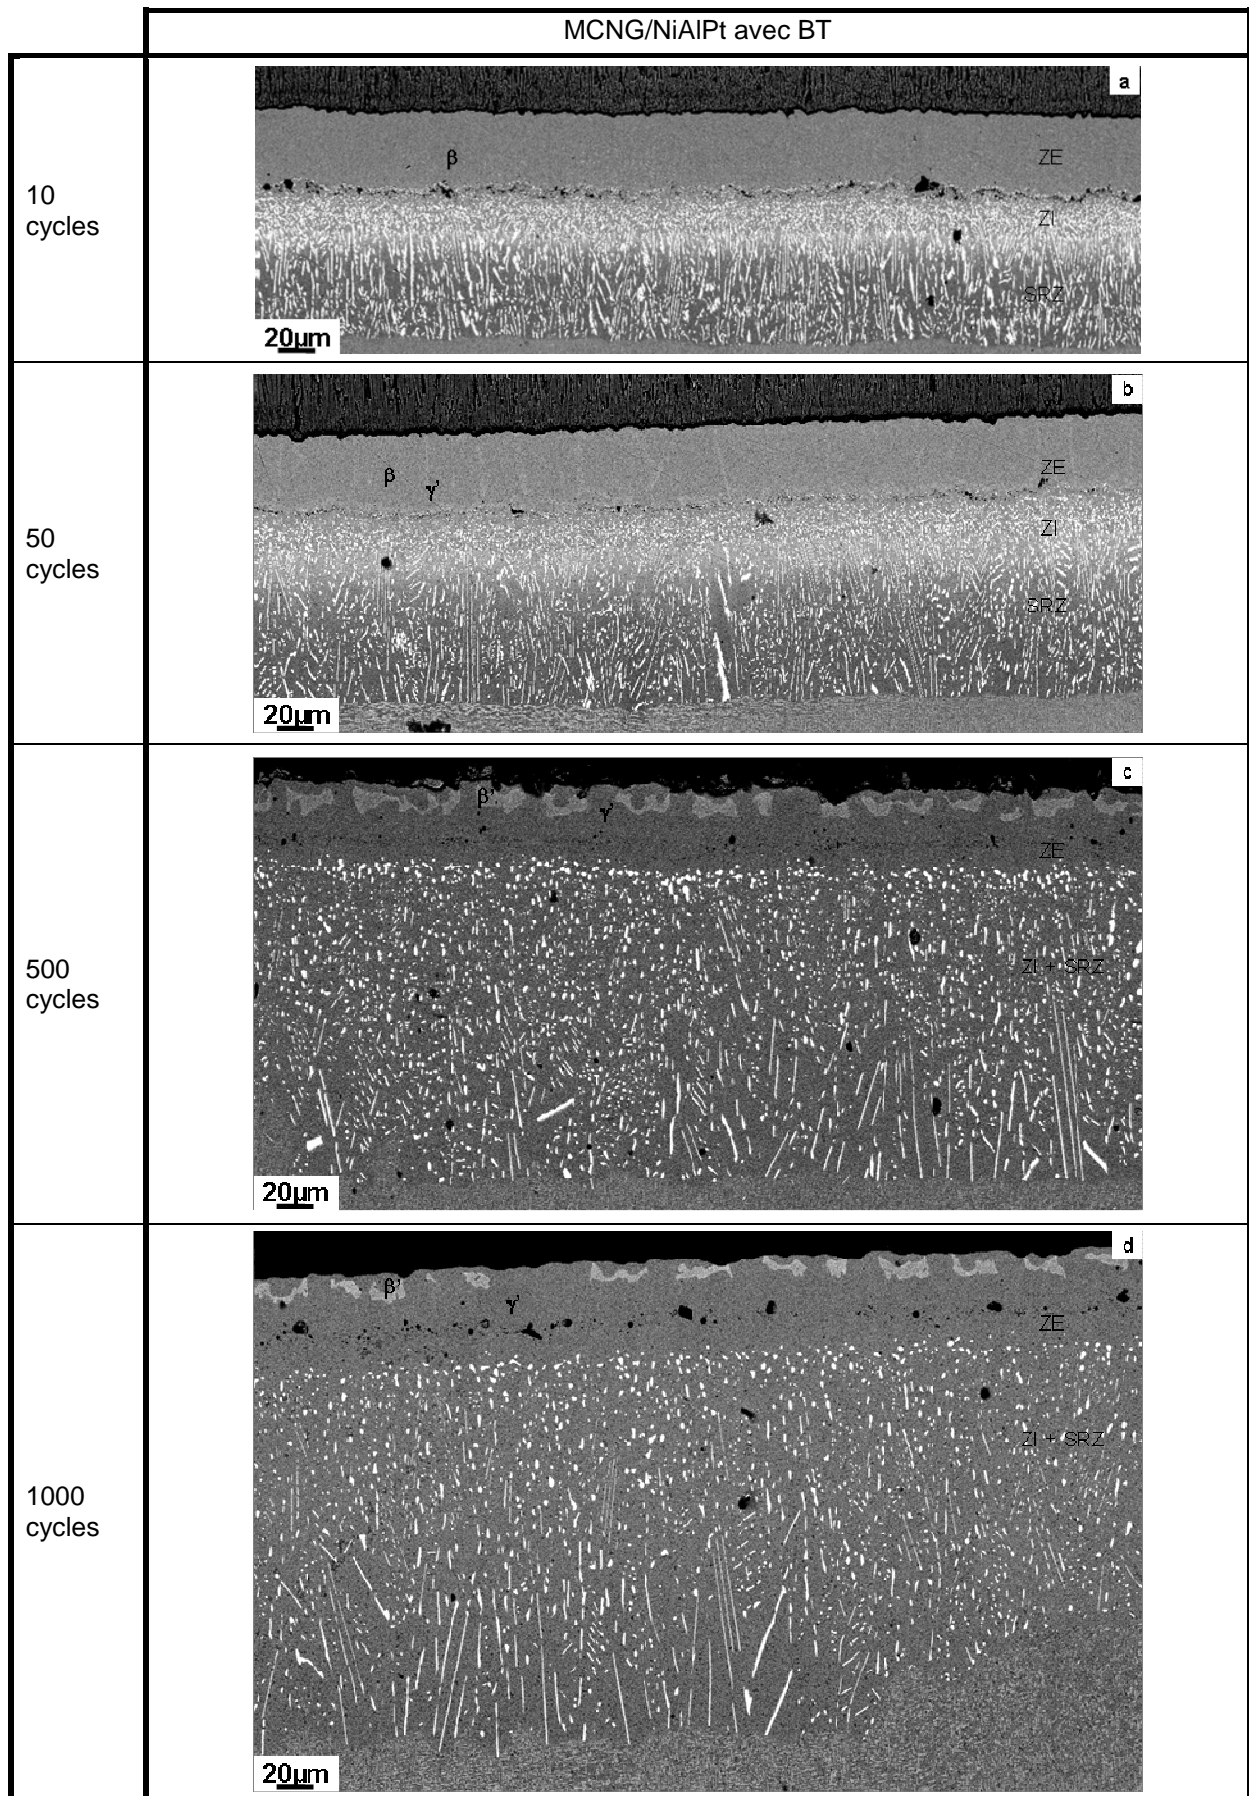 MCNG/NiAlPt avec BT
10
cycles
a
β
ZE
ZI
SRZ
20µm
50
cycles
b
β
γ'
ZE
ZI
SRZ
20µm
500
cycles
c
β'
γ'
ZE
ZI + SRZ
20µm
1000
cycles
d
β'
γ'
ZE
ZI + SRZ
20µm